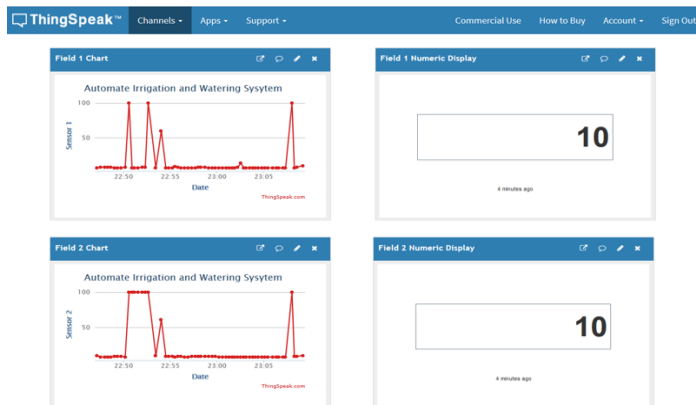 ThingSpeak™ Channels Apps Support Commercial Use How to Buy Account Sign Out
Field 1 Chart
Automate Irrigation and Watering Sysytem
100
50
Sensor 1
22:50 22:55 23:00 23:05
Date
ThingSpeak.com
Field 1 Numeric Display
10
4 minutes ago
Field 2 Chart
Automate Irrigation and Watering Sysytem
100
50
Sensor 2
22:50 22:55 23:00 23:05
Date
ThingSpeak.com
Field 2 Numeric Display
10
4 minutes ago